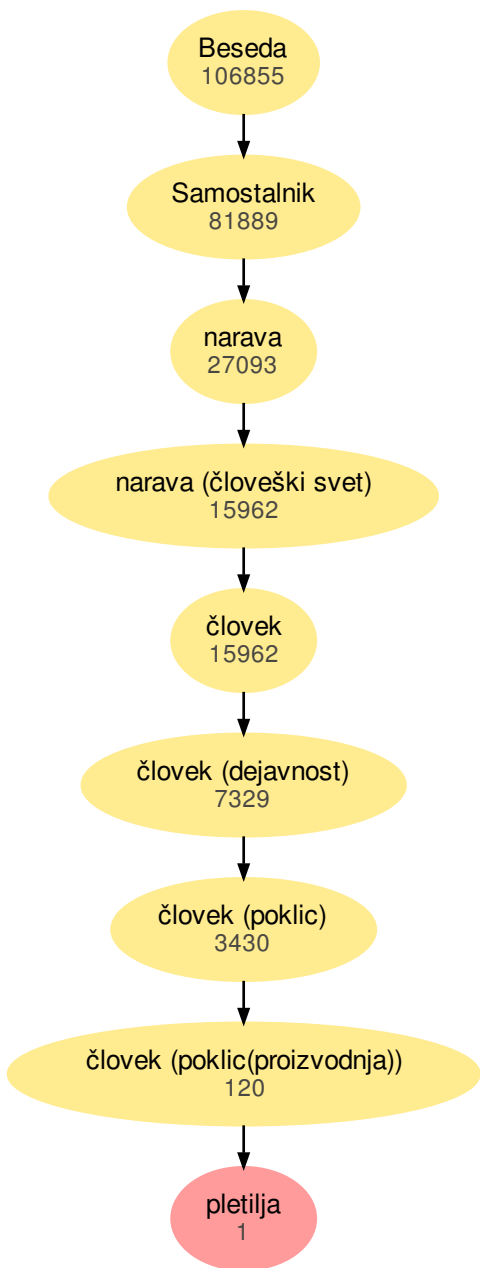 Beseda
106855
Samostalnik
81889
narava
27093
narava (človeški svet)
15962
človek
15962
človek (dejavnost)
7329
človek (poklic)
3430
človek (poklic(proizvodnja))
120
pletilja
1